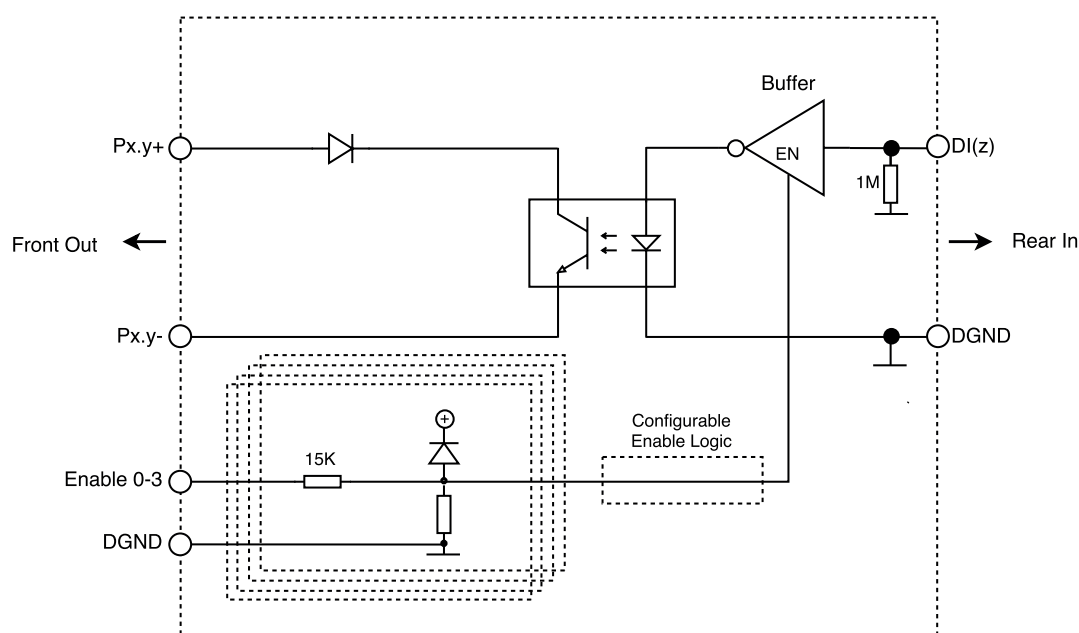 Buffer
Px.y+
EN
DI(z)
1M
Front Out
Rear In
Px.y-
DGND
Configurable
Enable Logic
15K
Enable 0-3
DGND